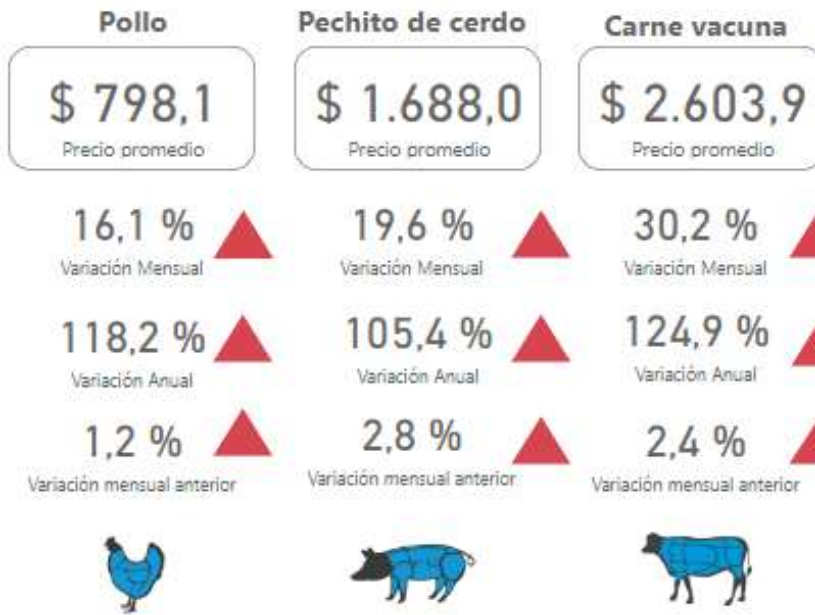 Pollo
$ 798,1
Precio promedio
16,1 %
Variación Mensual
118,2 %
Variación Anual
1,2 %
Variación mensual anterior
Pechito de cerdo
$ 1.688,0
Precio promedio
19,6 %
Variación Mensual
105,4 %
Variación Anual
2,8 %
Variación mensual anterior
Carne vacuna
$ 2.603,9
Precio promedio
30,2 %
Variación Mensual
124,9 %
Variación Anual
2,4 %
Variación mensual anterior